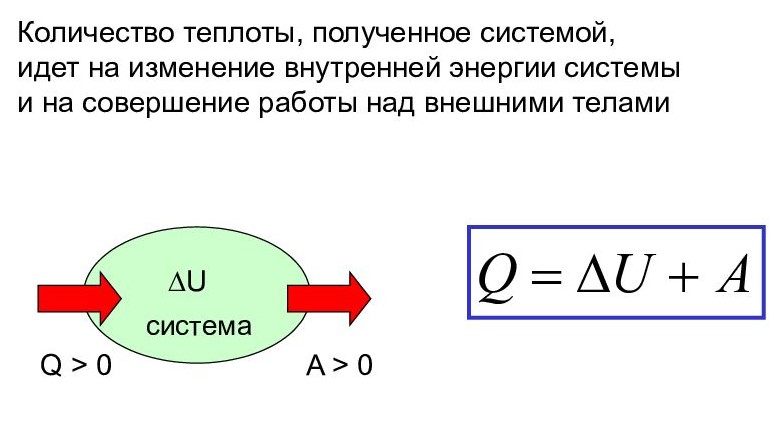 Количество теплоты, полученное системой,
идет на изменение внутренней энергии системы
и на совершение работы над внешними телами
ΔU
система
Q > 0
A > 0
Q = ΔU + A